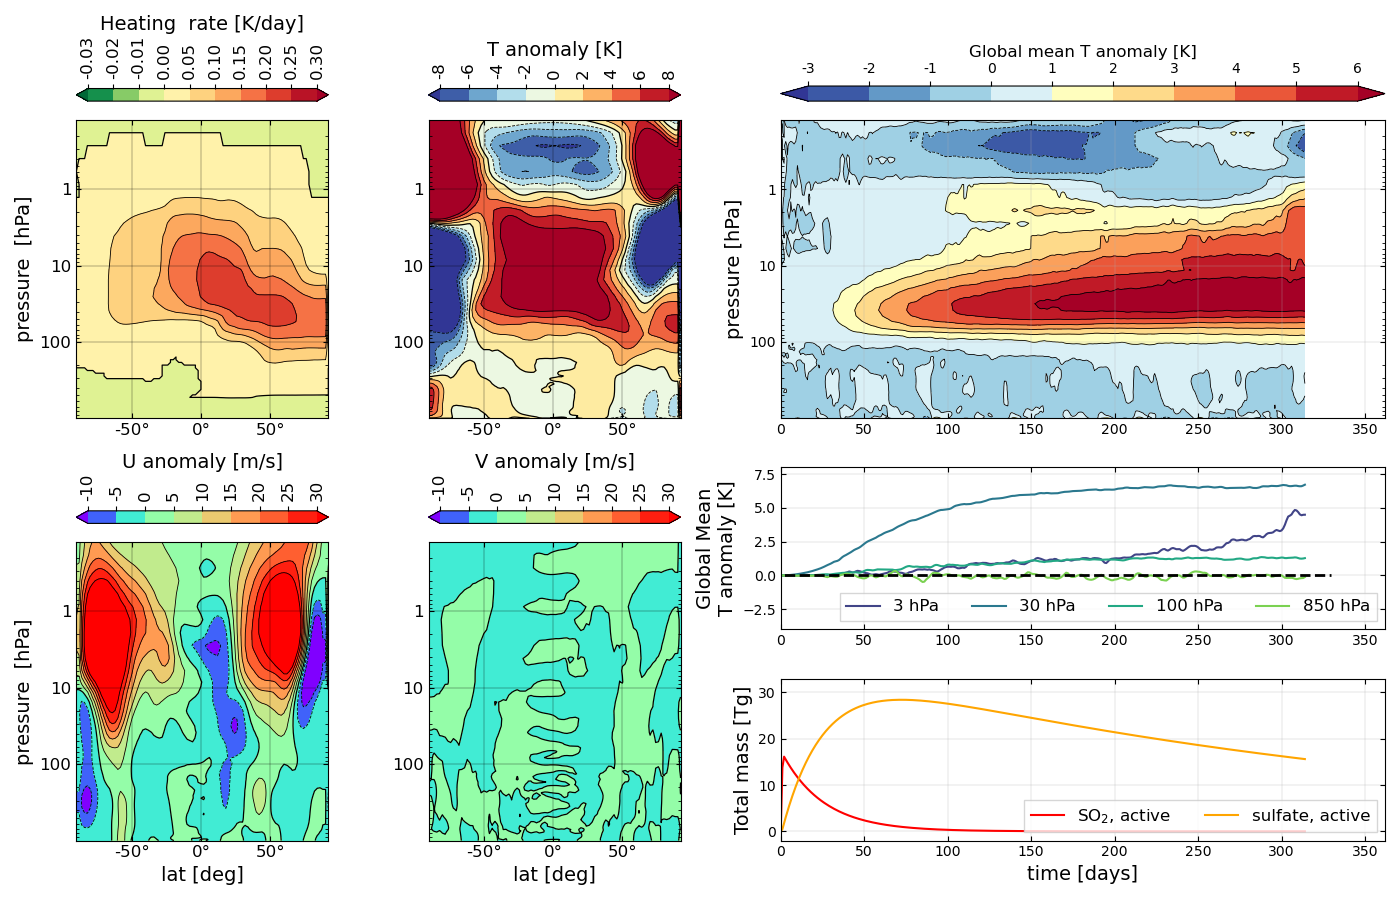 Heating  rate [K/day]
-0.03 -0.02 -0.01 0.00 0.05 0.10 0.15 0.20 0.25 0.30
pressure  [hPa]
1
10
100
-50° 0° 50°
T anomaly [K]
-8 -6 -4 -2 0 2 4 6 8
1
10
100
-50° 0° 50°
Global mean T anomaly [K]
-3 -2 -1 0 1 2 3 4 5 6
pressure [hPa]
1
10
100
0 50 100 150 200 250 300 350
U anomaly [m/s]
-10 -5 0 5 10 15 20 25 30
pressure  [hPa]
1
10
100
-50° 0° 50°
lat [deg]
V anomaly [m/s]
-10 -5 0 5 10 15 20 25 30
1
10
100
-50° 0° 50°
lat [deg]
Global Mean
T anomaly [K]
7.5
5.0
2.5
0.0
−2.5
3 hPa 30 hPa 100 hPa 850 hPa
Total mass [Tg]
30
20
10
0
SO₂, active sulfate, active
0 50 100 150 200 250 300 350
time [days]